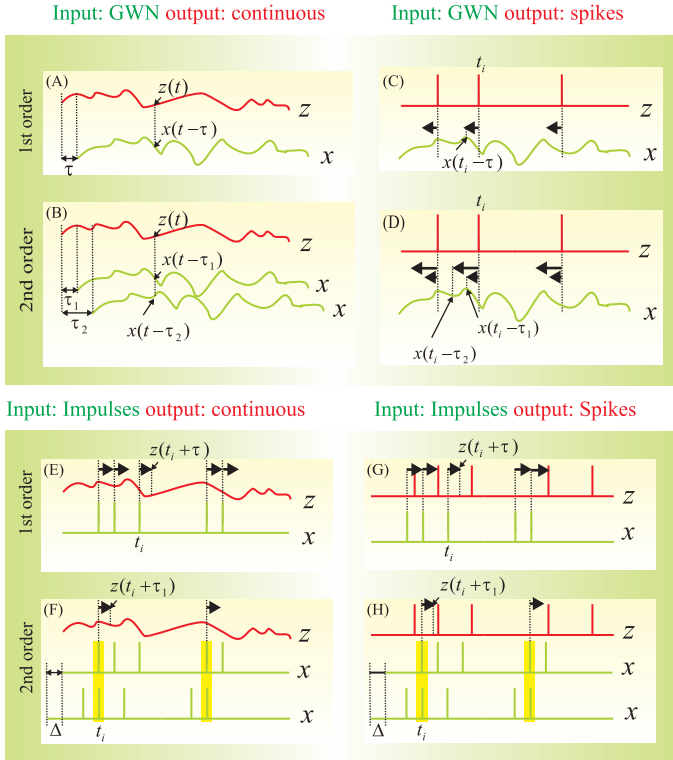 Input: GWN output: continuous
Input: GWN output: spikes
1st order
(A)
z(t)
z
x(t−τ)
x
τ
(C)
t_i
z
x(t_i−τ)
x
2nd order
(B)
z(t)
z
x(t−τ_1)
x
τ_1
τ_2
x(t−τ_2)
x
(D)
t_i
z
x(t_i−τ_1)
x
x(t_i−τ_2)
Input: Impulses output: continuous
Input: Impulses output: Spikes
1st order
(E)
z(t_i+τ)
z
x
t_i
(G)
z(t_i+τ)
z
x
t_i
2nd order
(F)
z(t_i+τ_1)
z
x
x
Δ
t_i
(H)
z(t_i+τ_1)
z
x
x
Δ
t_i